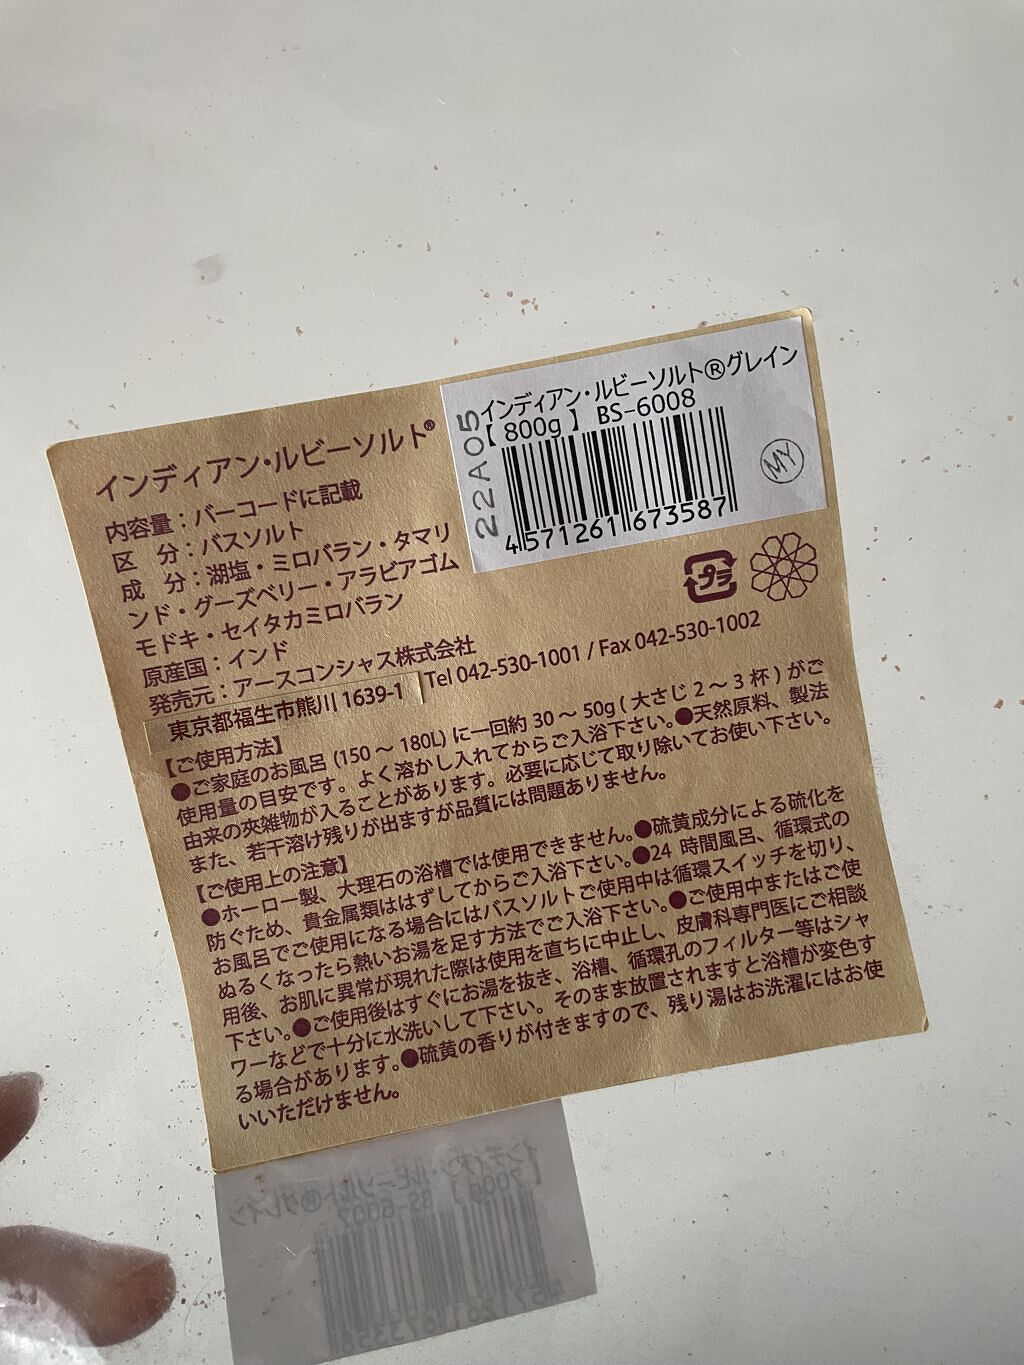 インディアン・ルビーソルト®グレイン
【 800g 】 BS-6008
22A05
MY
4571261673587
インディアン・ルビーソルト®
内容量：バーコードに記載
区　分：バスソルト
成　分：湖塩・ミロバラン・タマリ
ンド・グーズベリー・アラビアゴム
モドキ・セイタカミロバラン
原産国：インド
発売元：アースコンシャス株式会社
東京都福生市熊川 1639-1 Tel 042-530-1001 / Fax 042-530-1002
プラ
【ご使用方法】
●ご家庭のお風呂 (150 ～ 180L) に一回約 30 ～ 50g ( 大さじ 2 ～ 3 杯 ) がご
使用量の目安です。よく溶かし入れてからご入浴下さい。●天然原料、製法
由来の夾雑物が入ることがあります。必要に応じて取り除いてお使い下さい。
また、若干溶け残りが出ますが品質には問題ありません。
【ご使用上の注意】
●ホーロー製、大理石の浴槽では使用できません。●硫黄成分による硫化を
防ぐため、貴金属類ははずしてからご入浴下さい。●24 時間風呂、循環式の
お風呂でご使用になる場合にはバスソルトご使用中は循環スイッチを切り、
ぬるくなったら熱いお湯を足す方法でご入浴下さい。●ご使用中またはご使
用後、お肌に異常が現れた際は使用を直ちに中止し、皮膚科専門医にご相談
下さい。●ご使用後はすぐにお湯を抜き、浴槽、循環孔のフィルター等はシャ
ワーなどで十分に水洗いして下さい。そのまま放置されますと浴槽が変色す
る場合があります。●硫黄の香りが付きますので、残り湯はお洗濯にはお使
いいただけません。
インディアン・ルビーソルト®グレイン
【 700g 】 BS-6007